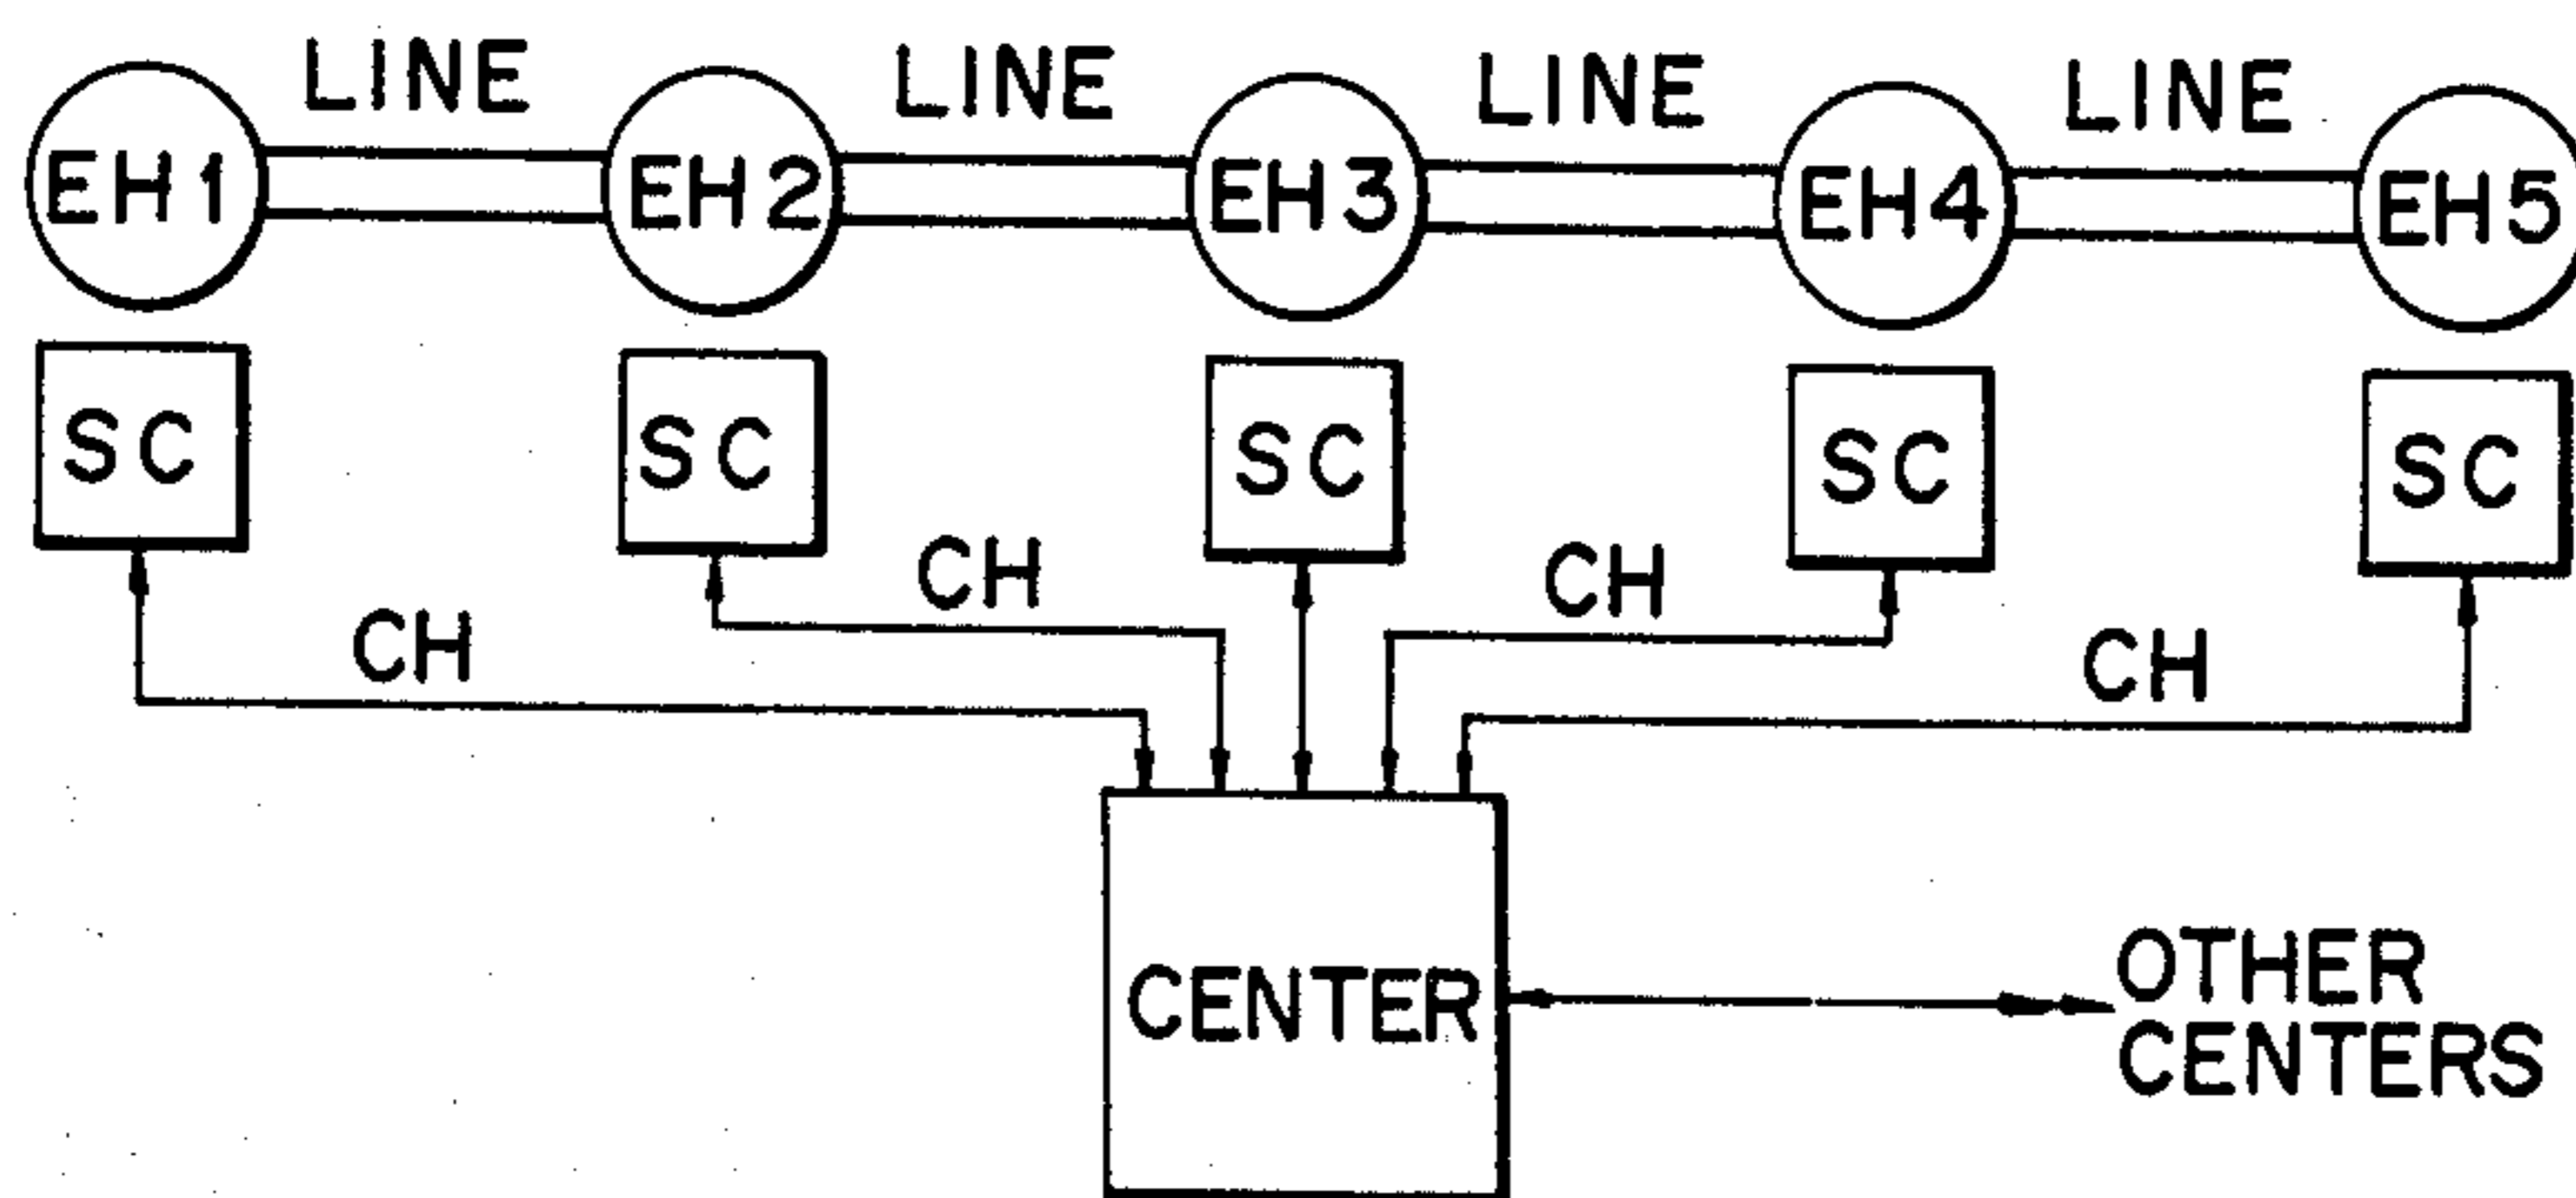 LINE LINE LINE LINE
EH1 EH2 EH3 EH4 EH5
SC SC SC SC SC
CH CH
CH CH
CENTER
OTHER
CENTERS